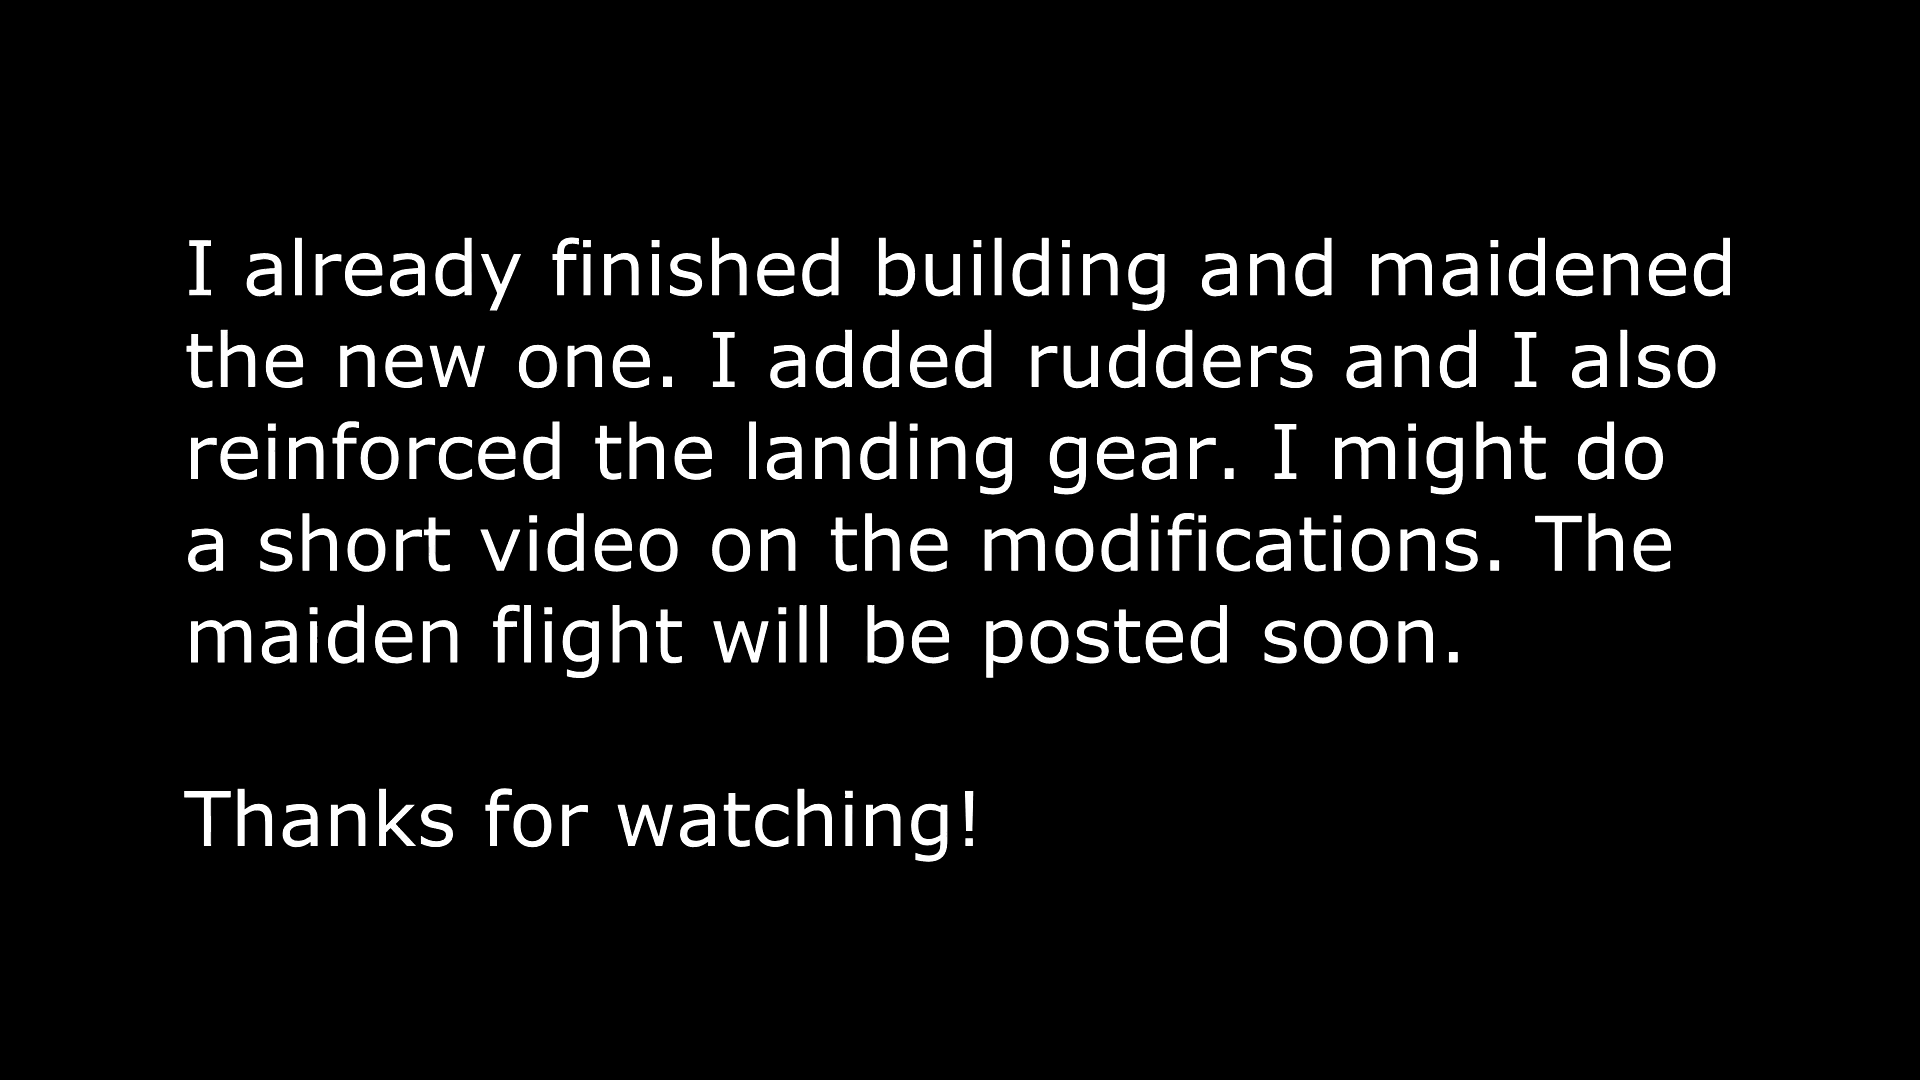 I already finished building and maidened
the new one. I added rudders and I also
reinforced the landing gear. I might do
a short video on the modifications. The
maiden flight will be posted soon.
Thanks for watching!